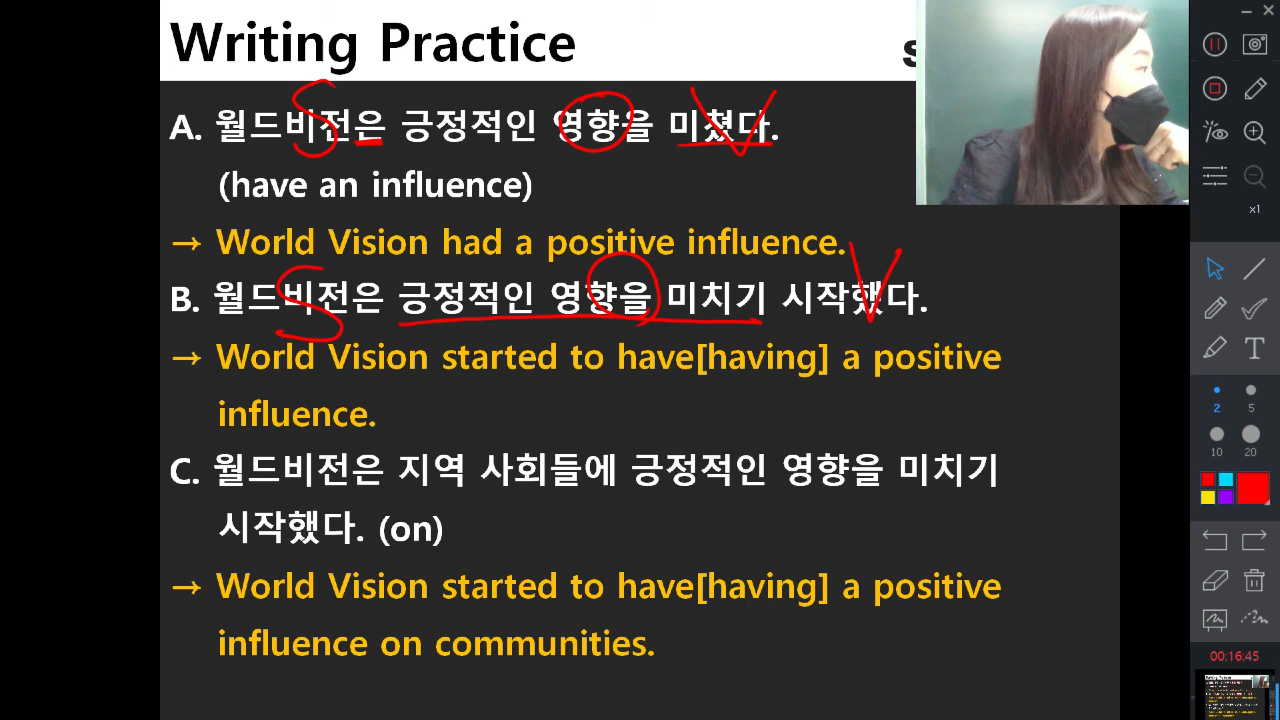 Writing Practice
A. 월드비전은 긍정적인 영향을 미쳤다.
(have an influence)
→ World Vision had a positive influence.
B. 월드비전은 긍정적인 영향을 미치기 시작했다.
→ World Vision started to have[having] a positive
influence.
C. 월드비전은 지역 사회들에 긍정적인 영향을 미치기
시작했다. (on)
→ World Vision started to have[having] a positive
influence on communities.
S
V
S
V
x1
T
2 5
10 20
00:16:45